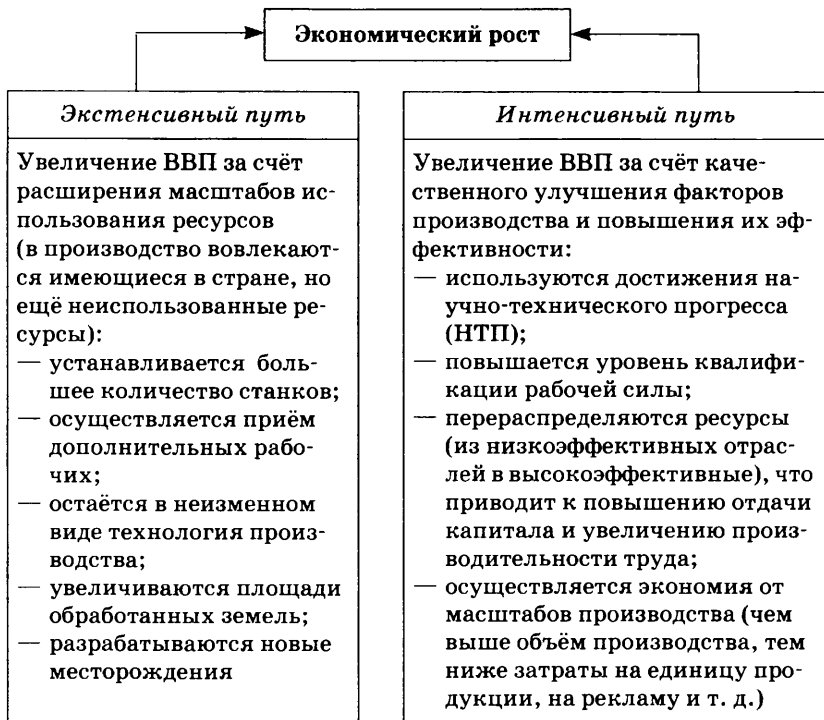 Экономический рост
Экстенсивный путь
Увеличение ВВП за счёт
расширения масштабов ис-
пользования ресурсов
(в производство вовлекают-
ся имеющиеся в стране, но
ещё неиспользованные ре-
сурсы):
— устанавливается боль-
шее количество станков;
— осуществляется приём
дополнительных рабо-
чих;
— остаётся в неизменном
виде технология произ-
водства;
— увеличиваются площади
обработанных земель;
— разрабатываются новые
месторождения
Интенсивный путь
Увеличение ВВП за счёт каче-
ственного улучшения факторов
производства и повышения их эф-
фективности:
— используются достижения на-
учно-технического прогресса
(НТП);
— повышается уровень квалифи-
кации рабочей силы;
— перераспределяются ресурсы
(из низкоэффективных отрас-
лей в высокоэффективные), что
приводит к повышению отдачи
капитала и увеличению произ-
водительности труда;
— осуществляется экономия от
масштабов производства (чем
выше объём производства, тем
ниже затраты на единицу про-
дукции, на рекламу и т. д.)